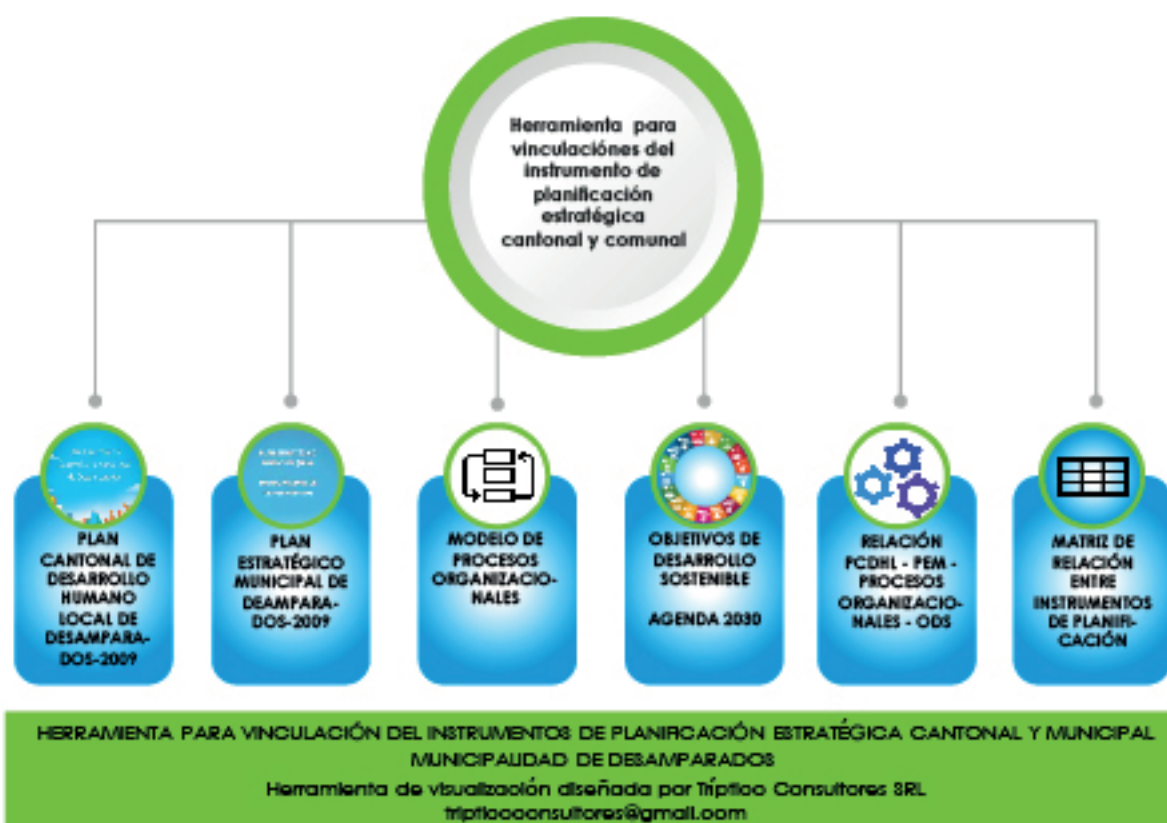 Herramienta para
vinculaciónes del
instrumento de
planificación
estratégica
cantonal y comunal
PLAN
CANTONAL DE
DESARROLLO
HUMANO
LOCAL DE
DESAMPARA-
DOS-2009
PLAN
ESTRATÉGICO
MUNICIPAL DE
DEAMPARA-
DOS-2009
MODELO DE
PROCESOS
ORGANIZACIO-
NALES
OBJETIVOS DE
DESARROLLO
SOSTENIBLE
AGENDA 2030
RELACIÓN
PCDHL - PEM -
PROCESOS
ORGANIZACIO-
NALES - ODS
MATRIZ DE
RELACIÓN
ENTRE
INSTRUMENTOS
DE PLANIFI-
CACIÓN
HERRAMIENTA PARA VINCULACIÓN DEL INSTRUMENTOS DE PLANIFICACIÓN ESTRATÉGICA CANTONAL Y MUNICIPAL
MUNICIPALIDAD DE DESAMPARADOS
Herramienta de visualización diseñada por Tríptico Consultores SRL
tripticoconsultores@gmail.com